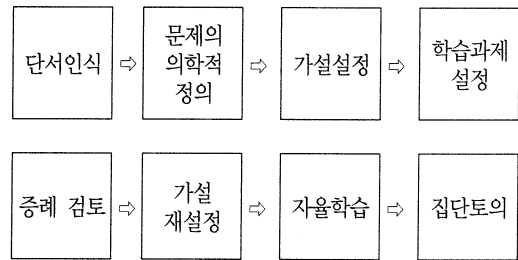 단서인식 ⇨ 문제의 의학적 정의 ⇨ 가설설정 ⇨ 학습과제 설정
증례 검토 ⇨ 가설 재설정 ⇨ 자율학습 ⇨ 집단토의